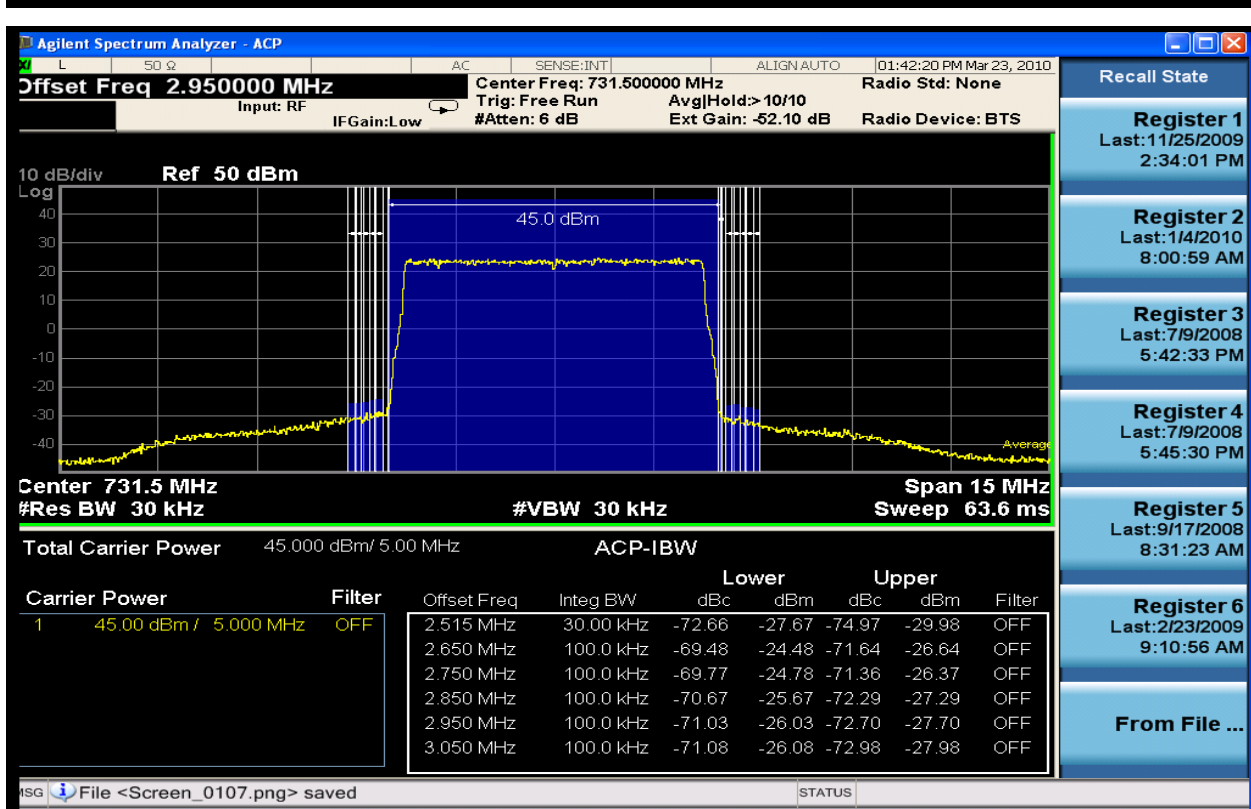 Agilent Spectrum Analyzer - ACP
L 50 Ω AC SENSE:INT ALIGN AUTO 01:42:20 PM Mar 23, 2010
Offset Freq 2.950000 MHz
Center Freq: 731.500000 MHz Radio Std: None
Input: RF Trig: Free Run Avg|Hold:>10/10
IFGain:Low #Atten: 6 dB Ext Gain: -52.10 dB Radio Device: BTS
10 dB/div Ref 50 dBm
Log
40
30
20
10
0
-10
-20
-30
-40
45.0 dBm
Average
Center 731.5 MHz Span 15 MHz
#Res BW 30 kHz #VBW 30 kHz Sweep 63.6 ms
Total Carrier Power 45.000 dBm/ 5.00 MHz ACP-IBW
Lower Upper
Carrier Power Filter Offset Freq Integ BW dBc dBm dBc dBm Filter
1 45.00 dBm / 5.000 MHz OFF 2.515 MHz 30.00 kHz -72.66 -27.67 -74.97 -29.98 OFF
2.650 MHz 100.0 kHz -69.48 -24.48 -71.64 -26.64 OFF
2.750 MHz 100.0 kHz -69.77 -24.78 -71.36 -26.37 OFF
2.850 MHz 100.0 kHz -70.67 -25.67 -72.29 -27.29 OFF
2.950 MHz 100.0 kHz -71.03 -26.03 -72.70 -27.70 OFF
3.050 MHz 100.0 kHz -71.08 -26.08 -72.98 -27.98 OFF
MSG File <Screen_0107.png> saved STATUS
Recall State
Register 1
Last:11/25/2009
2:34:01 PM
Register 2
Last:1/4/2010
8:00:59 AM
Register 3
Last:7/9/2008
5:42:33 PM
Register 4
Last:7/9/2008
5:45:30 PM
Register 5
Last:9/17/2008
8:31:23 AM
Register 6
Last:2/23/2009
9:10:56 AM
From File ...